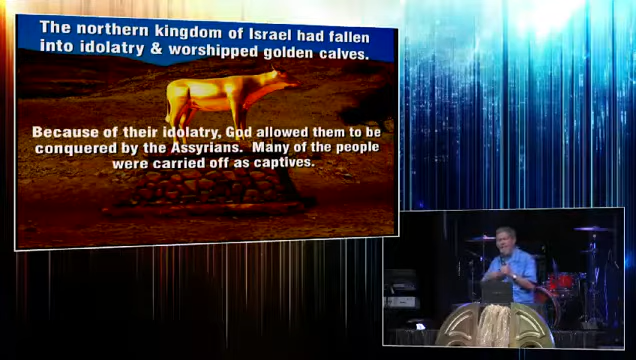 The northern kingdom of Israel had fallen
into idolatry & worshipped golden calves.
Because of their idolatry, God allowed them to be
conquered by the Assyrians. Many of the people
were carried off as captives.